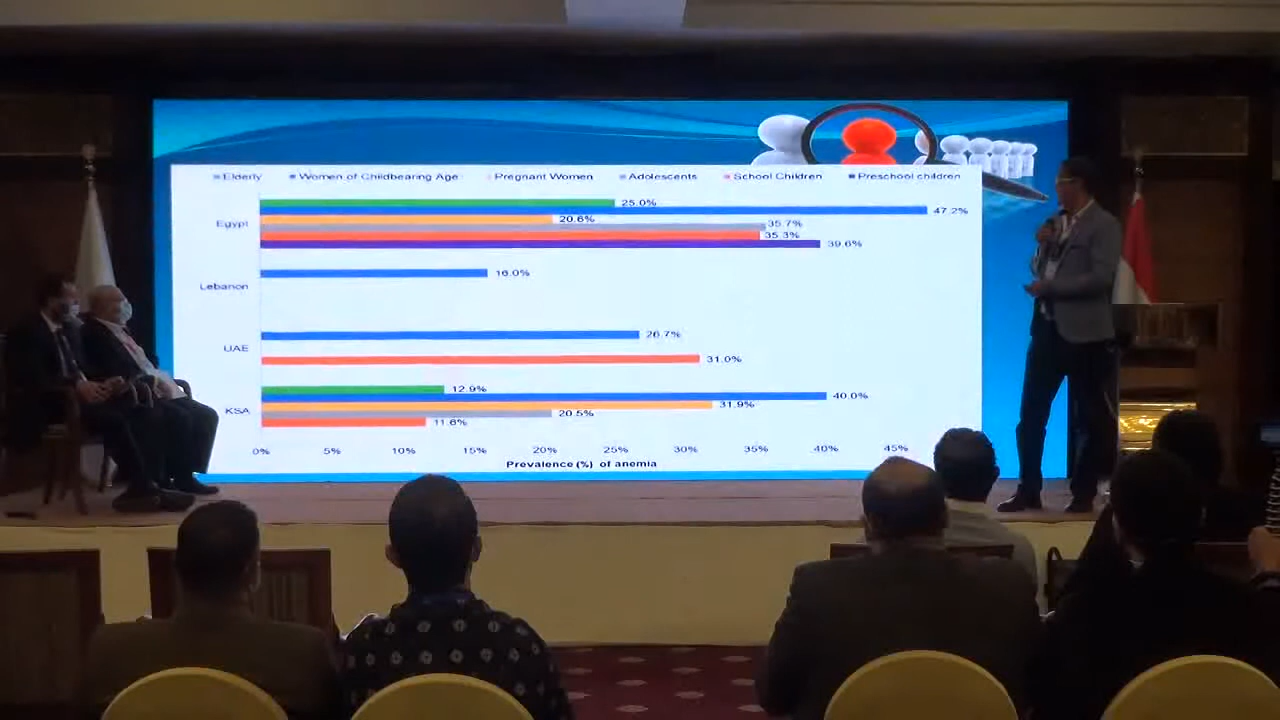 Elderly Women of Childbearing Age Pregnant Women Adolescents School Children Preschool children
25.0%
47.2%
20.6%
Egypt
35.7%
35.3%
39.6%
16.0%
Lebanon
26.7%
UAE
31.0%
12.9%
40.0%
31.9%
KSA
20.5%
11.6%
0% 5% 10% 15% 20% 25% 30% 35% 40% 45%
Prevalence (%) of anemia